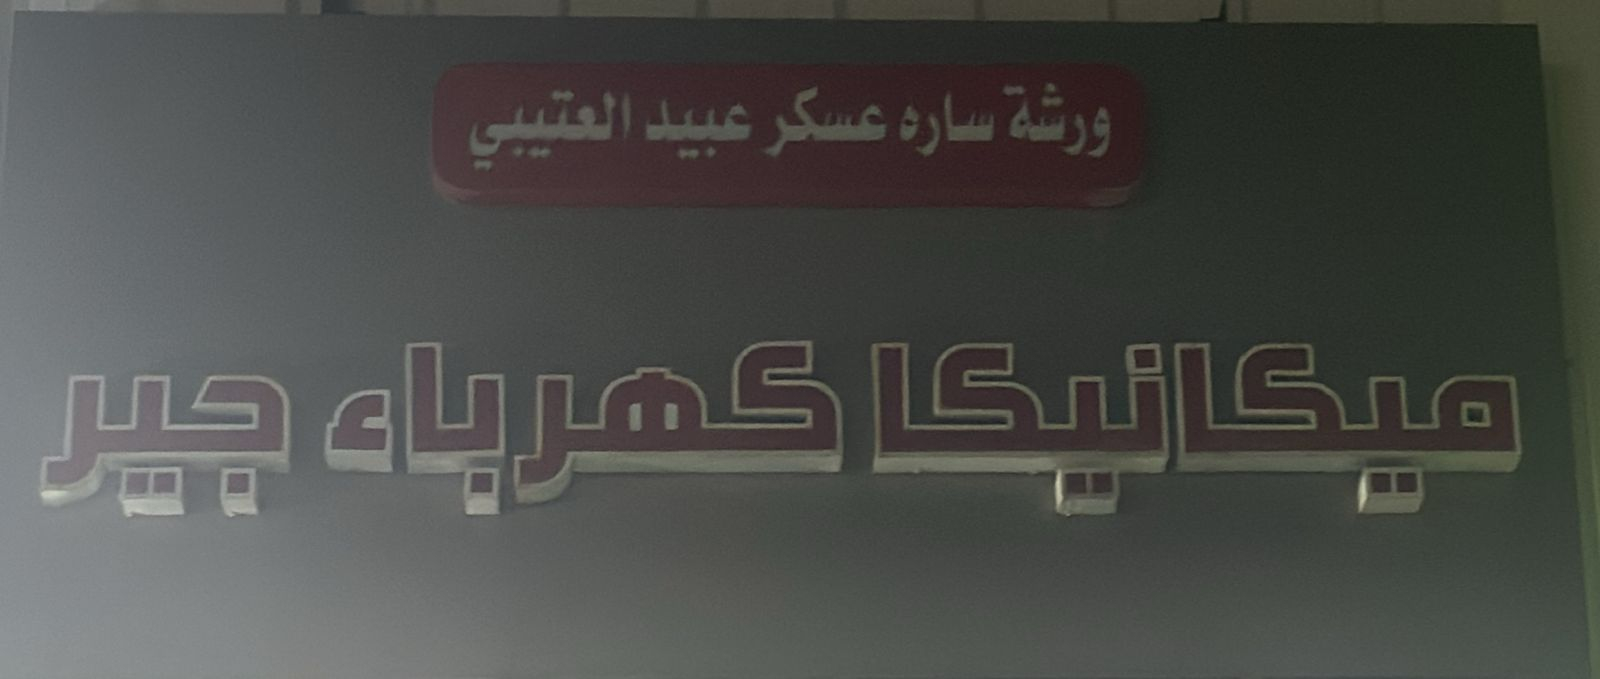 ورشة ساره عسكر عبيد العتيبي
ميكانيكا كهرباء جير